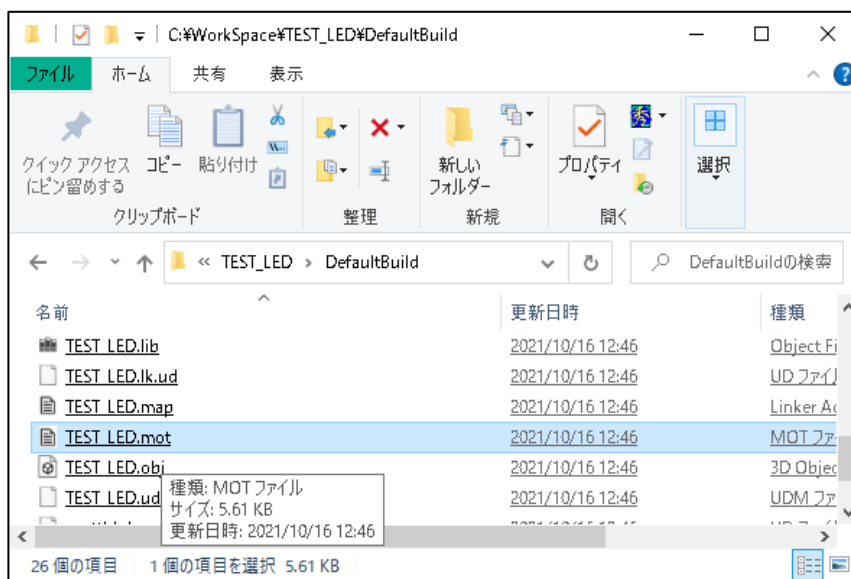 C:¥WorkSpace¥TEST_LED¥DefaultBuild
ファイル ホーム 共有 表示
クイック アクセス
にピン留めする
コピー
貼り付け
新しい
フォルダー
プロパティ
選択
クリップボード 整理 新規 開く
« TEST_LED › DefaultBuild DefaultBuildの検索
名前 更新日時 種類
TEST_LED.lib 2021/10/16 12:46 Object Fi
TEST_LED.lk.ud 2021/10/16 12:46 UD ファイル
TEST_LED.map 2021/10/16 12:46 Linker Ad
TEST_LED.mot 2021/10/16 12:46 MOT ファ
TEST_LED.obj 2021/10/16 12:46 3D Objec
TEST_LED.ud 2021/10/16 12:46 UDM ファ
種類: MOT ファイル
サイズ: 5.61 KB
更新日時: 2021/10/16 12:46
26 個の項目 1 個の項目を選択 5.61 KB